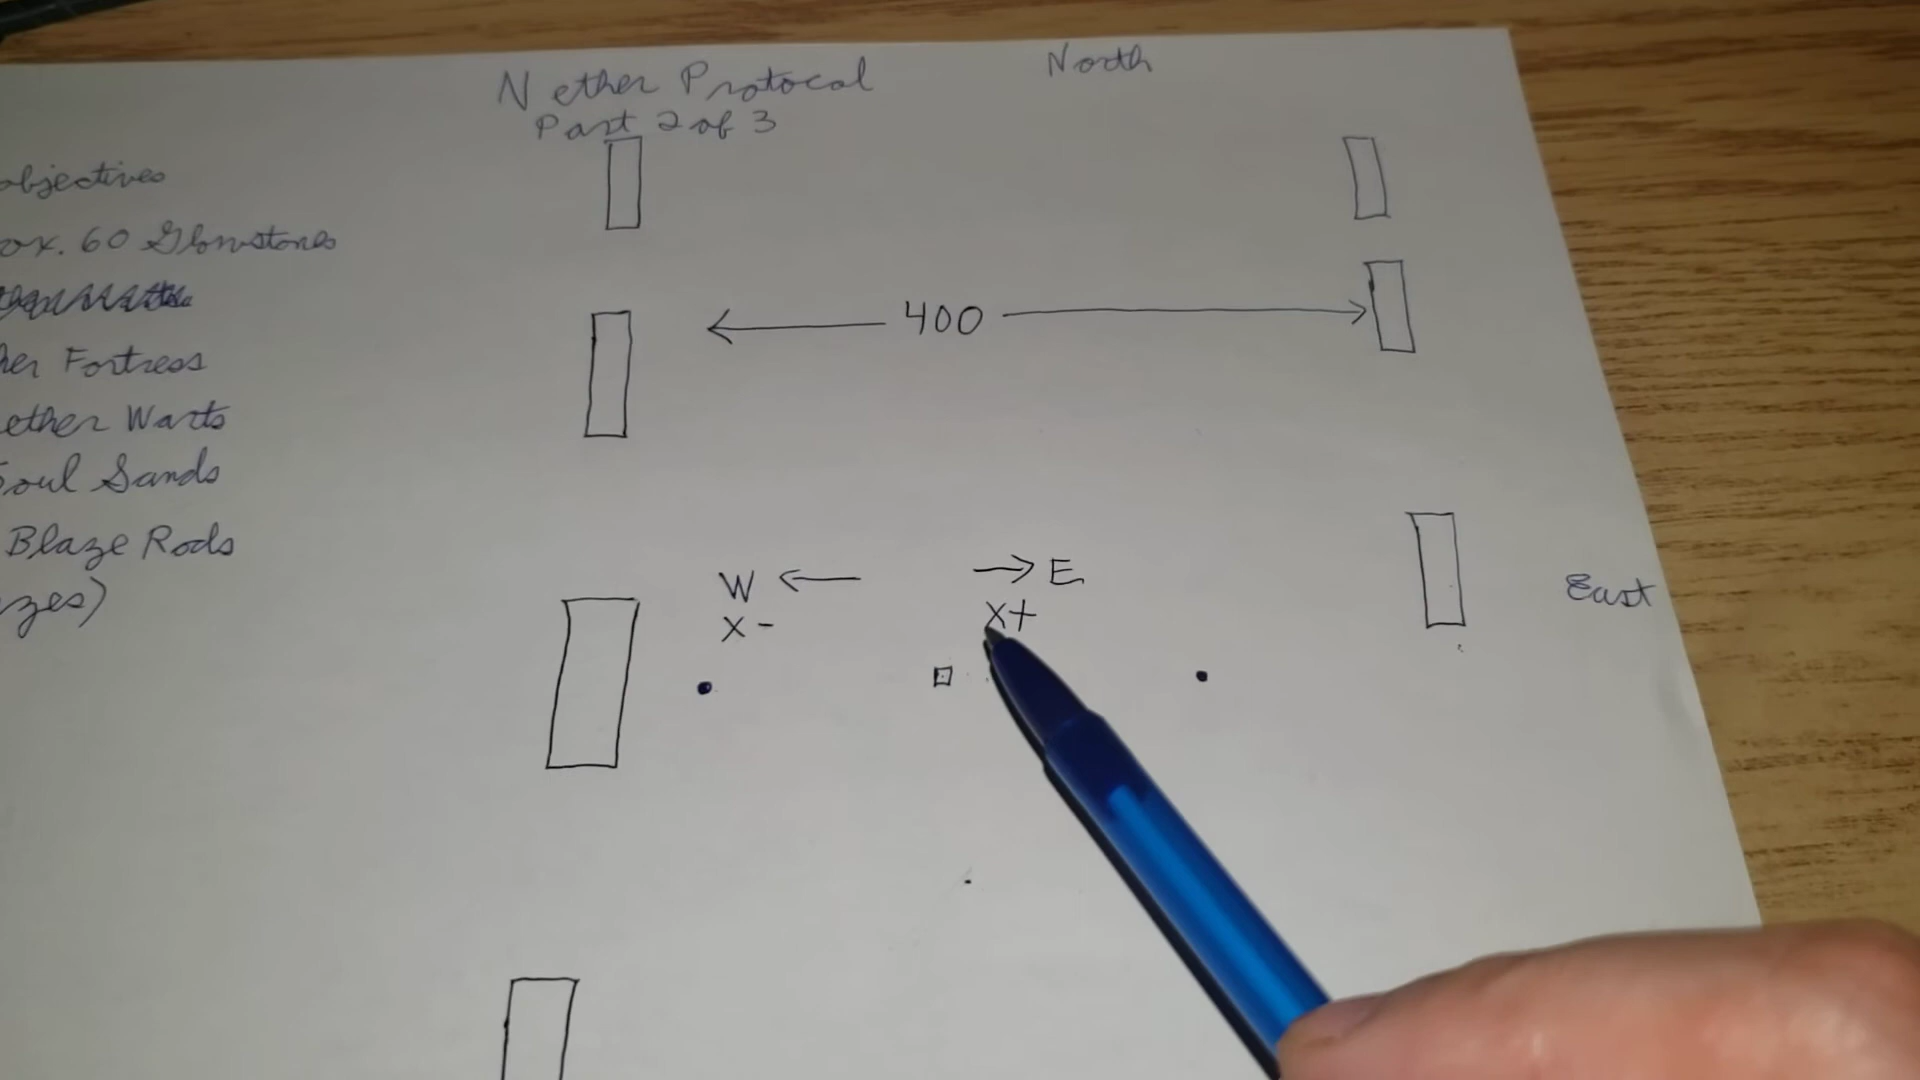 Nether Protocal
Part 2 of 3
North
objectives
ox. 60 Glowstones
her Fortress
ether Warts
Soul Sands
Blaze Rods
zes)
400
W ← → E
X - X+
East